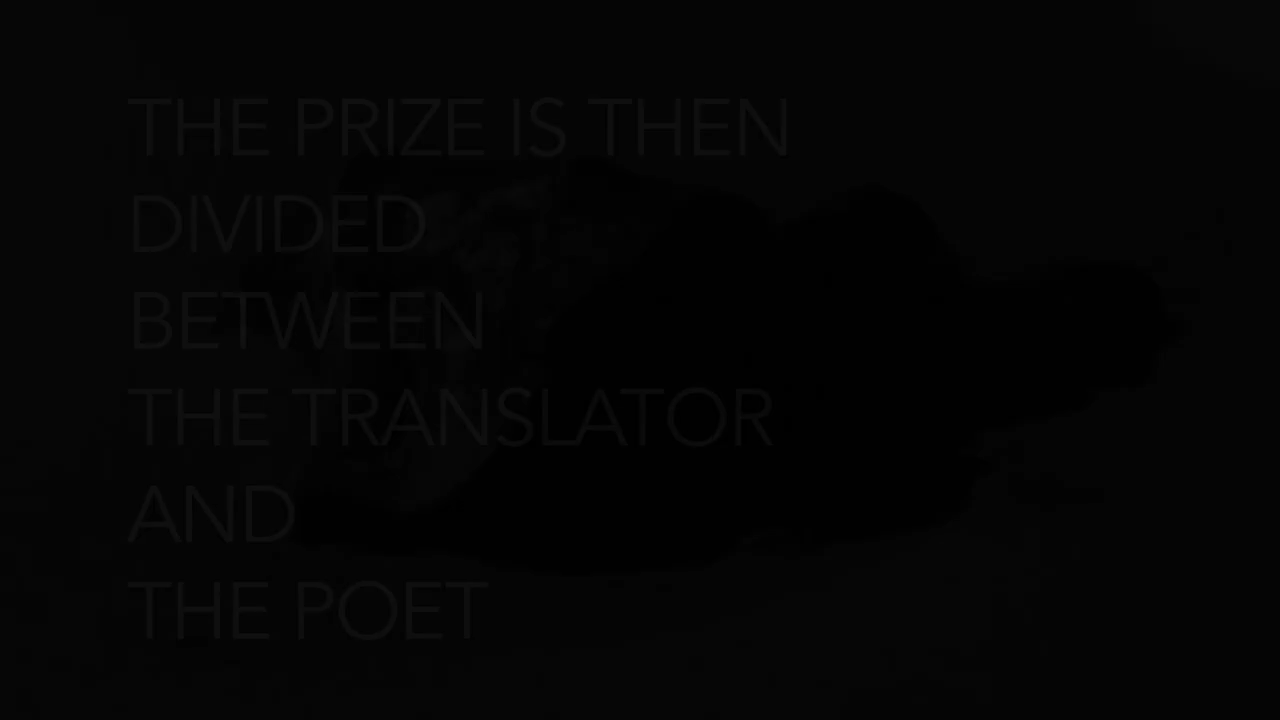 THE PRIZE IS THEN
DIVIDED
BETWEEN
THE TRANSLATOR
AND
THE POET